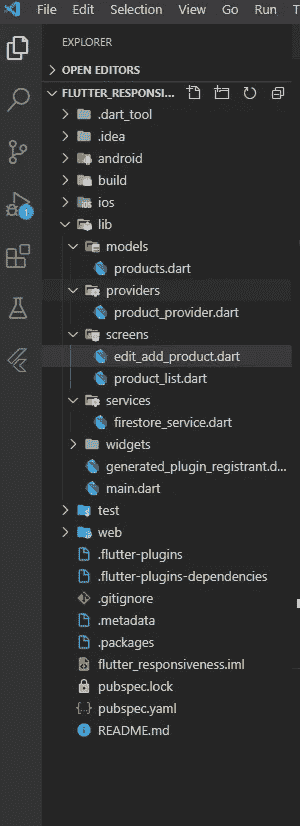 File Edit Selection View Go Run T
EXPLORER
OPEN EDITORS
FLUTTER_RESPONSI...
.dart_tool
.idea
android
build
ios
lib
models
products.dart
providers
product_provider.dart
screens
edit_add_product.dart
product_list.dart
services
firestore_service.dart
widgets
generated_plugin_registrant.d...
main.dart
test
web
.flutter-plugins
.flutter-plugins-dependencies
.gitignore
.metadata
.packages
flutter_responsiveness.iml
pubspec.lock
pubspec.yaml
README.md
1